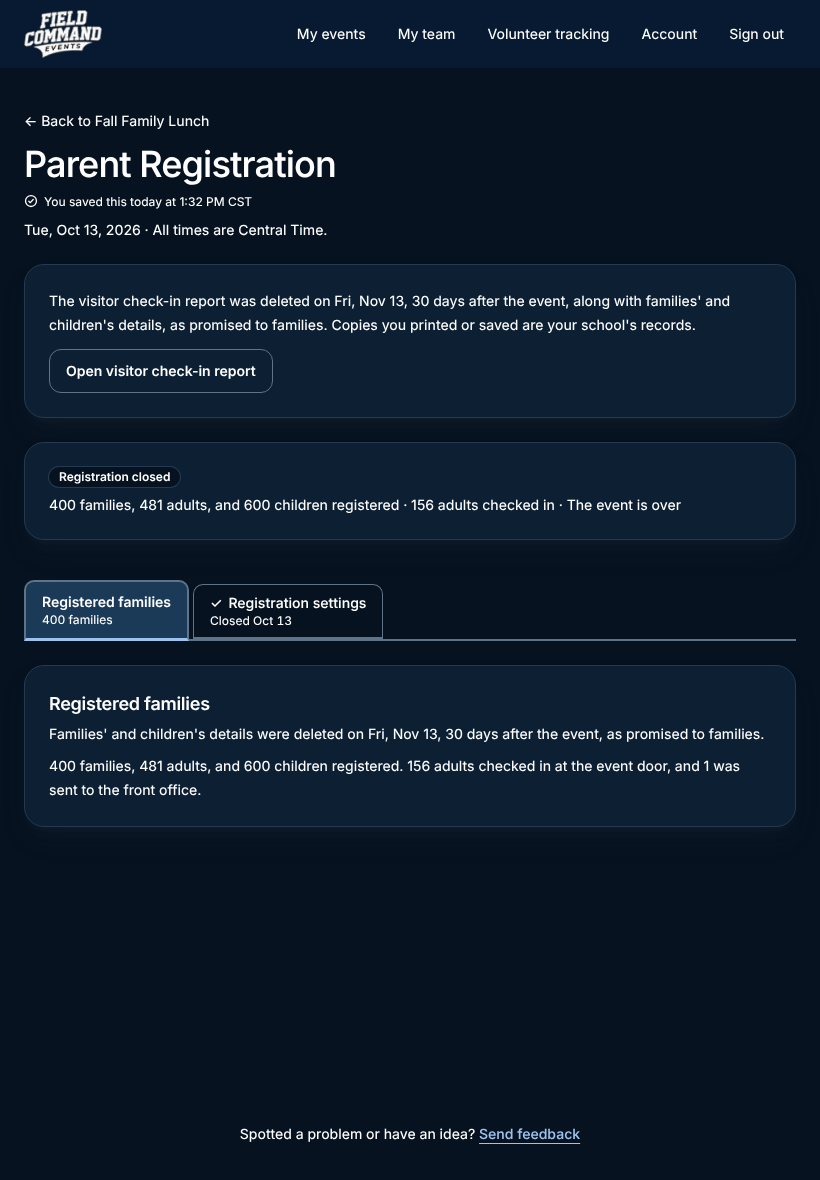 FIELD
COMMAND
EVENTS
My events
My team
Volunteer tracking
Account
Sign out
← Back to Fall Family Lunch
Parent Registration
You saved this today at 1:32 PM CST
Tue, Oct 13, 2026 · All times are Central Time.
The visitor check-in report was deleted on Fri, Nov 13, 30 days after the event, along with families' and
children's details, as promised to families. Copies you printed or saved are your school's records.
Open visitor check-in report
Registration closed
400 families, 481 adults, and 600 children registered · 156 adults checked in · The event is over
Registered families
400 families
✓ Registration settings
Closed Oct 13
Registered families
Families' and children's details were deleted on Fri, Nov 13, 30 days after the event, as promised to families.
400 families, 481 adults, and 600 children registered. 156 adults checked in at the event door, and 1 was
sent to the front office.
Spotted a problem or have an idea? Send feedback